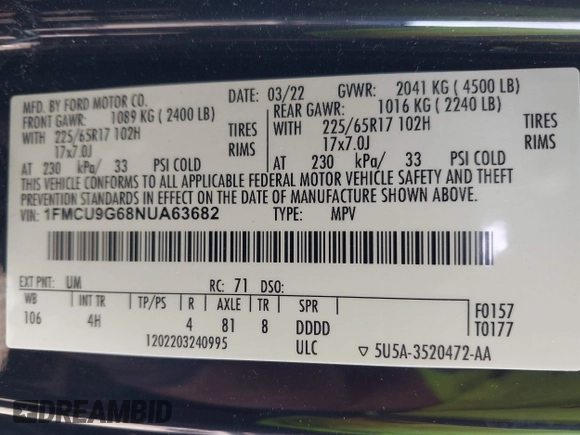 MFD. BY FORD MOTOR CO. DATE: 03/22 GVWR: 2041 KG ( 4500 LB)
FRONT GAWR: 1089 KG ( 2400 LB) REAR GAWR: 1016 KG ( 2240 LB)
WITH 225/65R17 102H TIRES WITH 225/65R17 102H TIRES
17x7.0J RIMS 17x7.0J RIMS
AT 230 kPa/ 33 PSI COLD AT 230 kPa/ 33 PSI COLD
THIS VEHICLE CONFORMS TO ALL APPLICABLE FEDERAL MOTOR VEHICLE SAFETY AND THEFT
PREVENTION STANDARDS IN EFFECT ON THE DATE OF MANUFACTURE SHOWN ABOVE.
VIN: 1FMCU9G68NUA63682 TYPE: MPV
EXT PNT: UM RC: 71 DSO:
WB INT TR TP/PS R AXLE TR SPR F0157
106 4H 4 81 8 DDDD T0177
1202203240995 ULC ▽ 5U5A-3520472-AA
DREAMBID